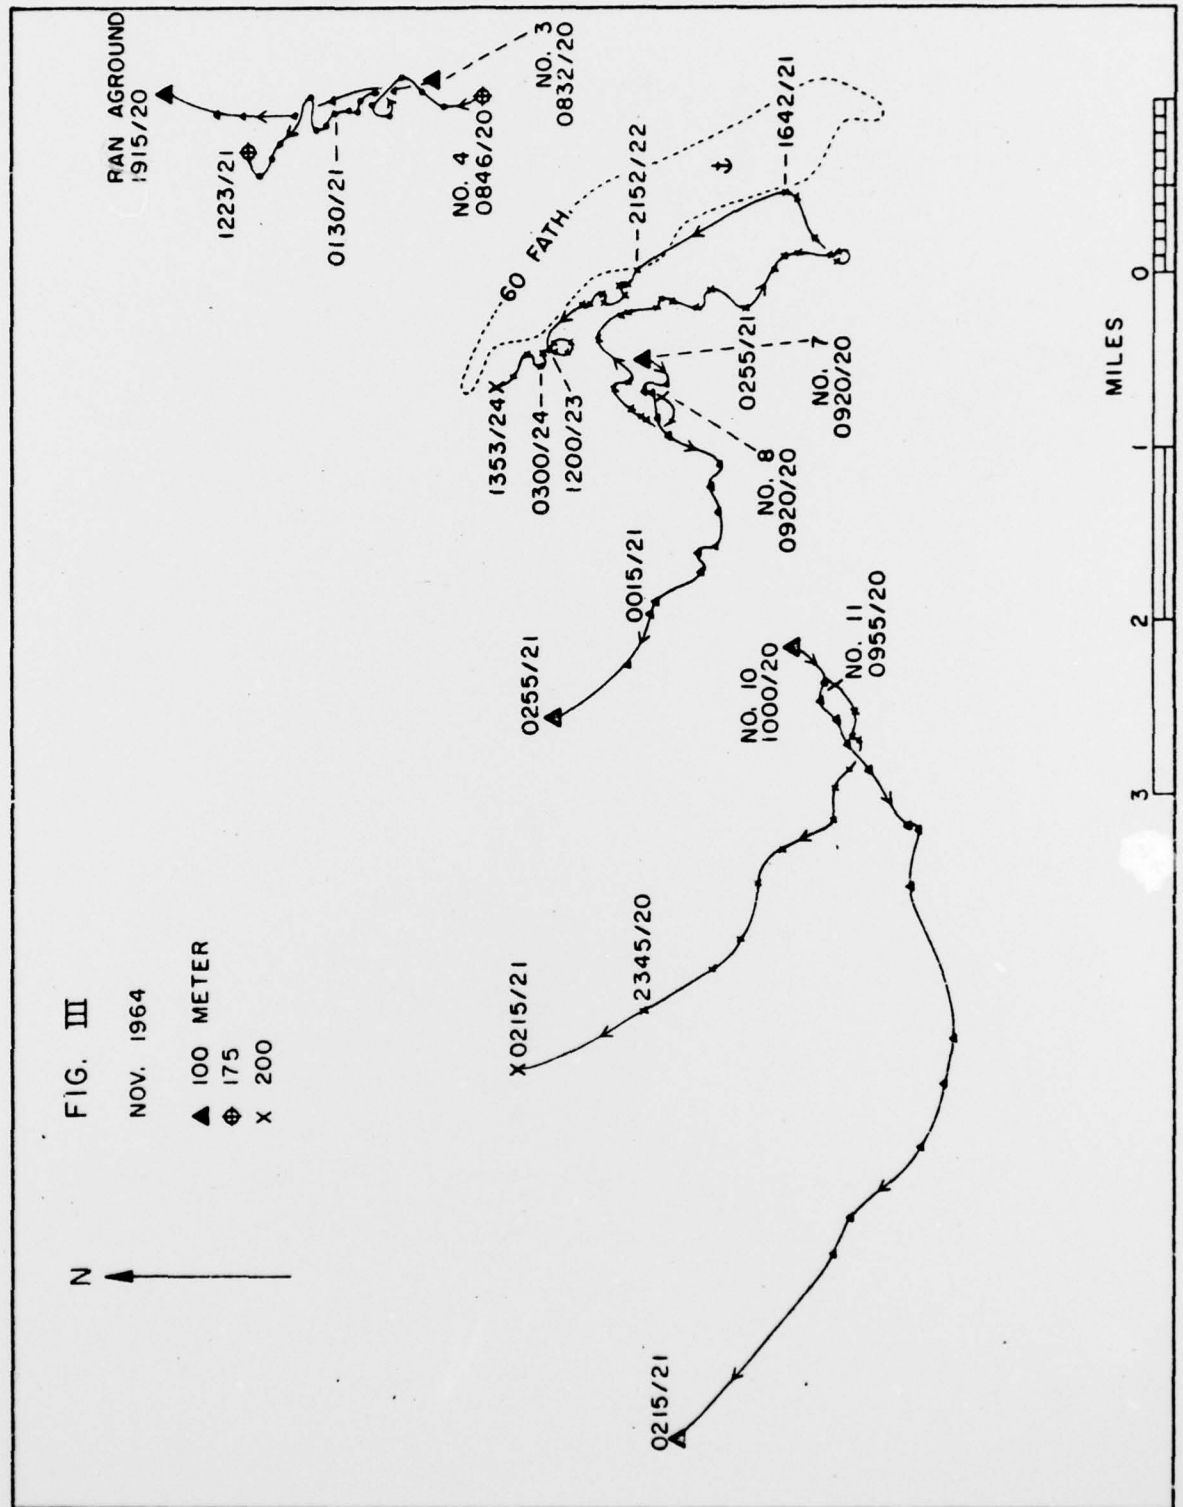 FIG. III
NOV. 1964
▲ 100 METER
⊕ 175
X 200
N
RAN AGROUND
1915/20
1223/21
0130/21
NO. 3
0832/20
NO. 4
0846/20
60 FATH.
2152/22
1642/21
1353/24
0300/24
1200/23
0255/21
NO. 7
0920/20
NO. 8
0920/20
0015/21
0255/21
NO. 10
1000/20
NO. 11
0955/20
2345/20
0215/21
0215/21
0 1 2 3
MILES